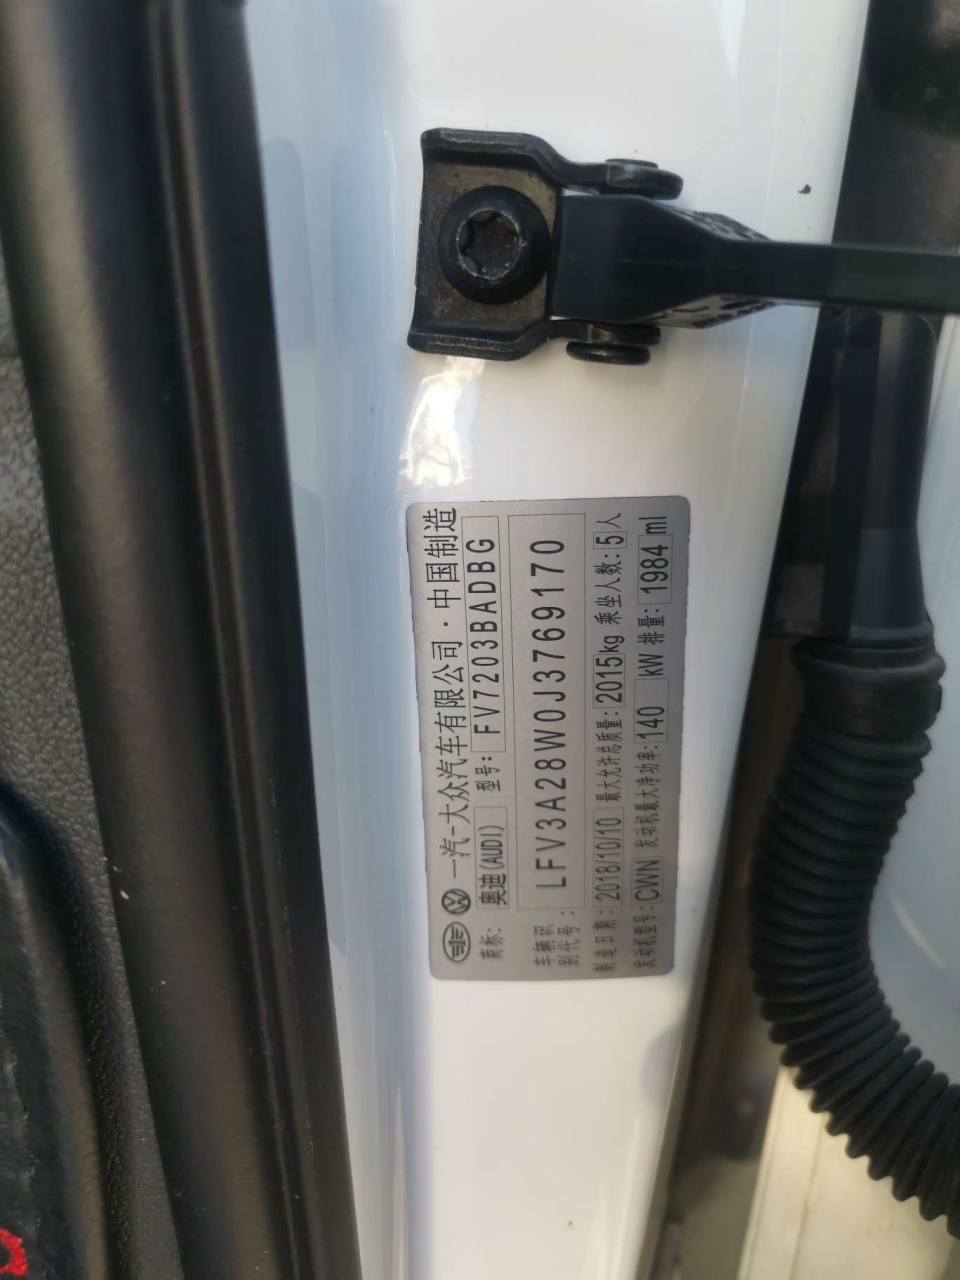 一汽-大众汽车有限公司·中国制造
商标: 奥迪(AUDI) 型号: FV7203BADBG
车辆识别代号: LFV3A28W0J3769170
制造日期: 2018/10/10 最大允许总质量: 2015kg 乘坐人数: 5人
发动机型号: CWN 发动机最大净功率: 140 kW 排量: 1984 ml